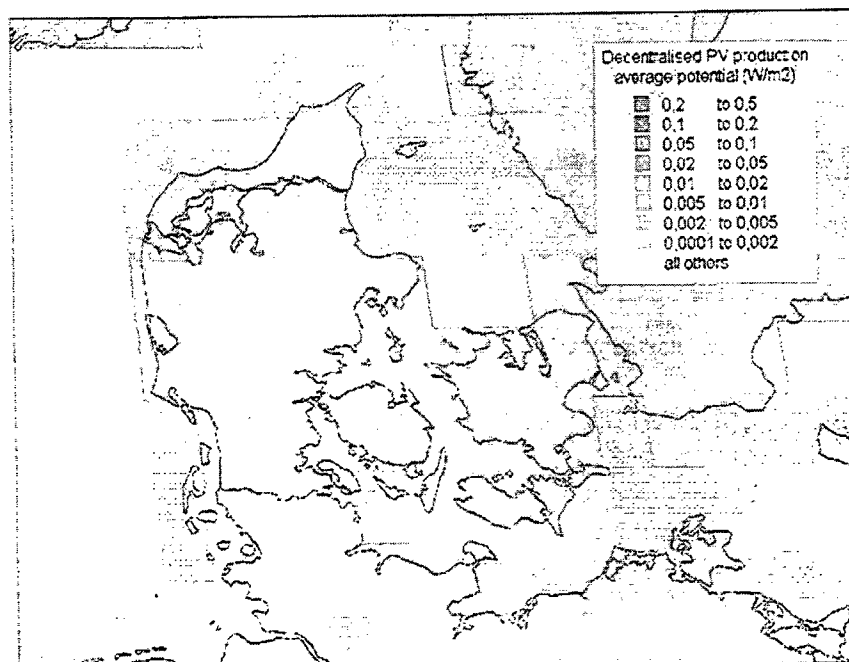 Decentralised PV production
average potential (W/m2)
0,2 to 0,5
0,1 to 0,2
0,05 to 0,1
0,02 to 0,05
0,01 to 0,02
0,005 to 0,01
0,002 to 0,005
0,0001 to 0,002
all others